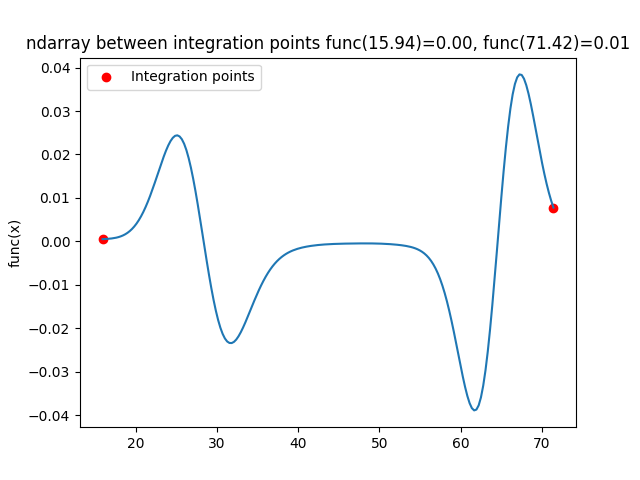 ndarray between integration points func(15.94)=0.00, func(71.42)=0.01
Integration points
func(x)
0.04
0.03
0.02
0.01
0.00
−0.01
−0.02
−0.03
−0.04
20 30 40 50 60 70